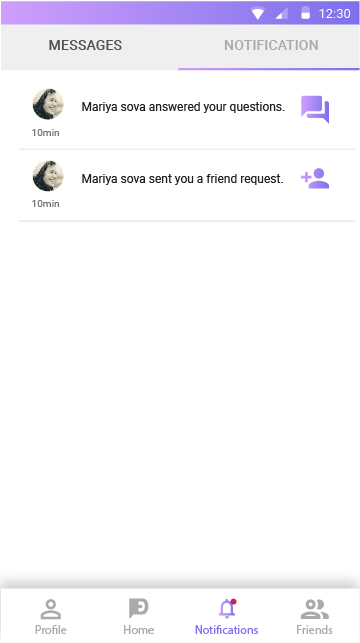 12:30
MESSAGES
NOTIFICATION
Mariya sova answered your questions.
10min
Mariya sova sent you a friend request.
10min
Profile
Home
Notifications
Friends